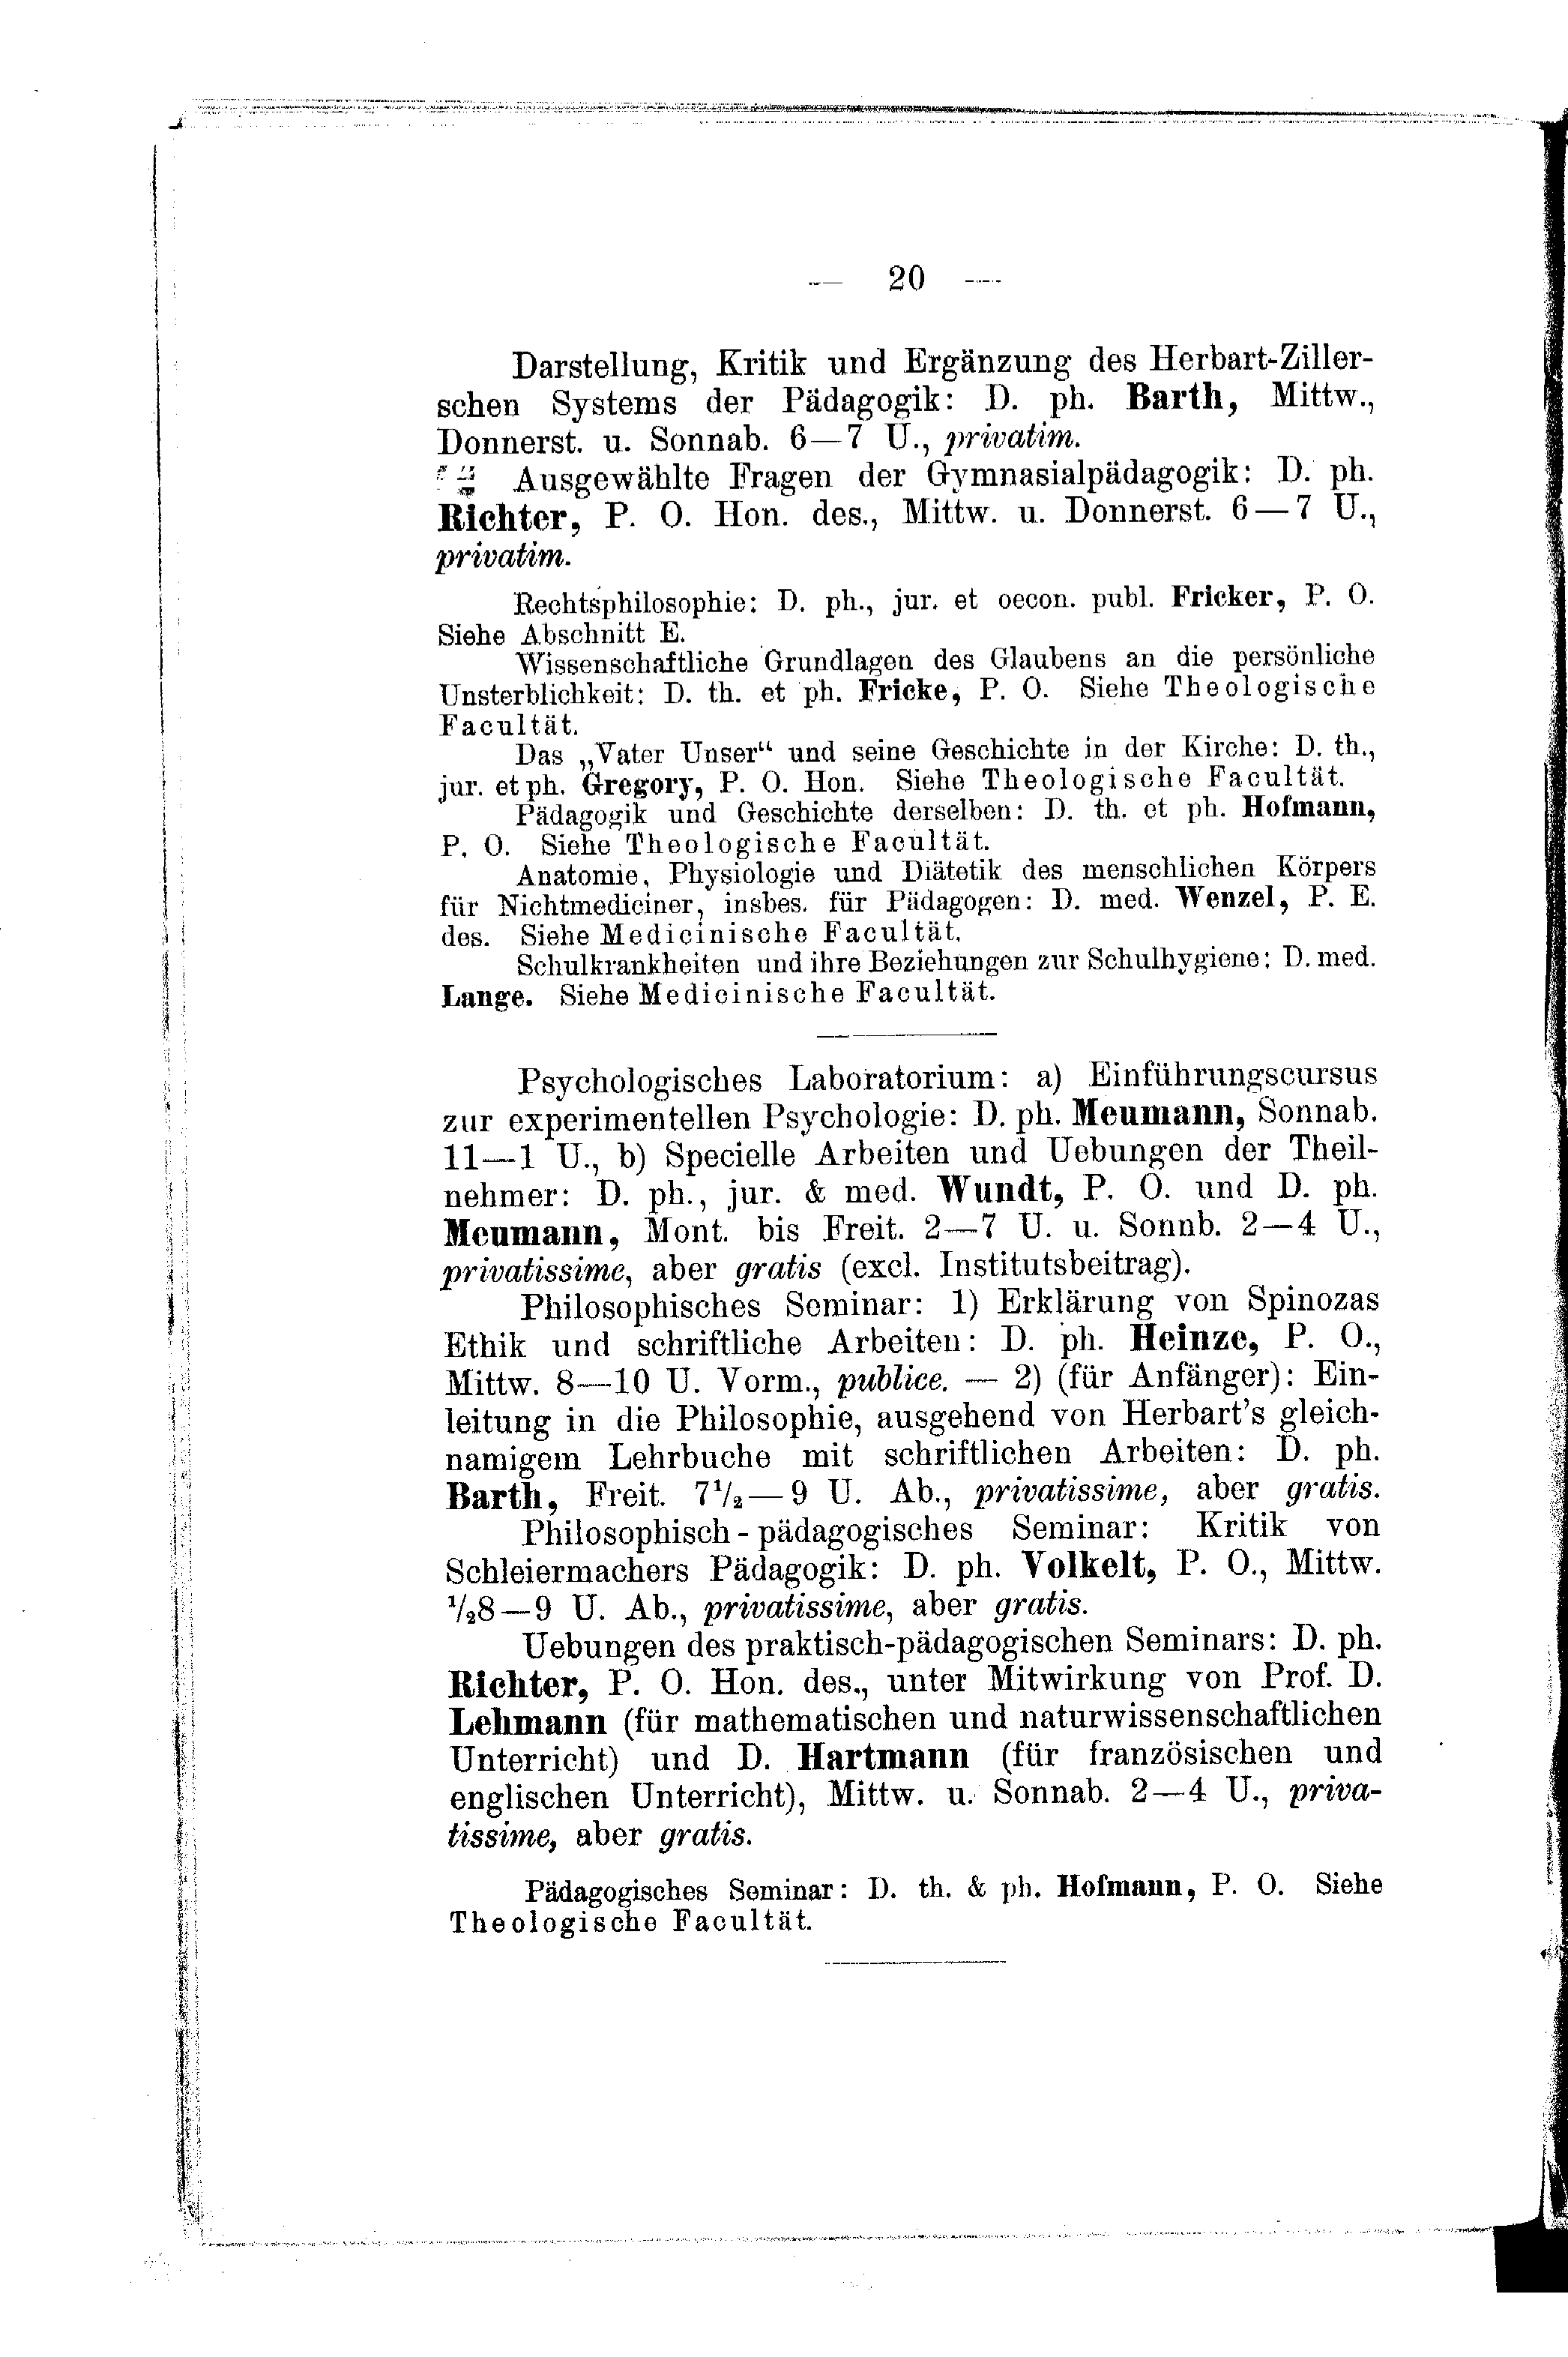 — 20 —
Darstellung, Kritik und Ergänzung des Herbart-Ziller-
schen Systems der Pädagogik: D. ph. Barth, Mittw.,
Donnerst. u. Sonnab. 6—7 U., privatim.
Ausgewählte Fragen der Gymnasialpädagogik: D. ph.
Richter, P. O. Hon. des., Mittw. u. Donnerst. 6—7 U.,
privatim.
Rechtsphilosophie: D. ph., jur. et oecon. publ. Fricker, P. O.
Siehe Abschnitt E.
Wissenschaftliche Grundlagen des Glaubens an die persönliche
Unsterblichkeit: D. th. et ph. Fricke, P. O. Siehe Theologische
Facultät.
Das „Vater Unser“ und seine Geschichte in der Kirche: D. th.,
jur. et ph. Gregory, P. O. Hon. Siehe Theologische Facultät.
Pädagogik und Geschichte derselben: D. th. et ph. Hofmann,
P. O. Siehe Theologische Facultät.
Anatomie, Physiologie und Diätetik des menschlichen Körpers
für Nichtmediciner, insbes. für Pädagogen: D. med. Wenzel, P. E.
des. Siehe Medicinische Facultät.
Schulkrankheiten und ihre Beziehungen zur Schulhygiene: D. med.
Lange. Siehe Medicinische Facultät.
Psychologisches Laboratorium: a) Einführungscursus
zur experimentellen Psychologie: D. ph. Meumann, Sonnab.
11—1 U., b) Specielle Arbeiten und Uebungen der Theil-
nehmer: D. ph., jur. & med. Wundt, P. O. und D. ph.
Meumann, Mont. bis Freit. 2—7 U. u. Sonnb. 2—4 U.,
privatissime, aber gratis (excl. Institutsbeitrag).
Philosophisches Seminar: 1) Erklärung von Spinozas
Ethik und schriftliche Arbeiten: D. ph. Heinze, P. O.,
Mittw. 8—10 U. Vorm., publice. — 2) (für Anfänger): Ein-
leitung in die Philosophie, ausgehend von Herbart's gleich-
namigem Lehrbuche mit schriftlichen Arbeiten: D. ph.
Barth, Freit. 7½—9 U. Ab., privatissime, aber gratis.
Philosophisch-pädagogisches Seminar: Kritik von
Schleiermachers Pädagogik: D. ph. Volkelt, P. O., Mittw.
½8—9 U. Ab., privatissime, aber gratis.
Uebungen des praktisch-pädagogischen Seminars: D. ph.
Richter, P. O. Hon. des., unter Mitwirkung von Prof. D.
Lehmann (für mathematischen und naturwissenschaftlichen
Unterricht) und D. Hartmann (für französischen und
englischen Unterricht), Mittw. u. Sonnab. 2—4 U., priva-
tissime, aber gratis.
Pädagogisches Seminar: D. th. & ph. Hofmann, P. O. Siehe
Theologische Facultät.